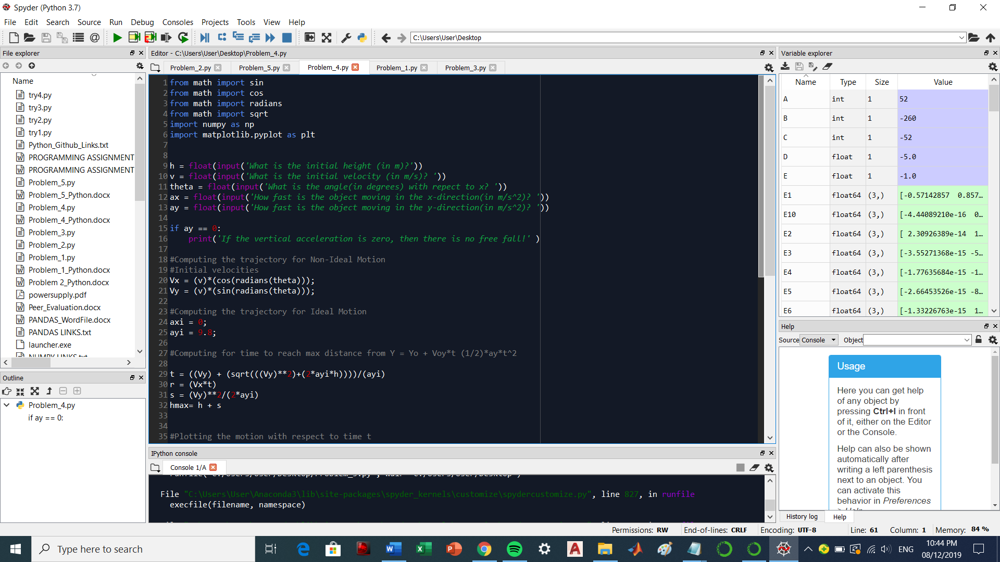 Spyder (Python 3.7)
File Edit Search Source Run Debug Consoles Projects Tools View Help
C:\Users\User\Desktop
File explorer
Name
try4.py
try3.py
try2.py
try1.py
Python_Github_Links.txt
PROGRAMMING ASSIGNMENT
PROGRAMMING ASSIGNMENT
Problem_5.py
Problem_5_Python.docx
Problem_4.py
Problem_4_Python.docx
Problem_3.py
Problem_2.py
Problem_1.py
Problem_1_Python.docx
Problem 2_Python.docx
powersupply.pdf
Peer_Evaluation.docx
PANDAS_WordFile.docx
PANDAS LINKS.txt
launcher.exe
NUMPY LINKS.txt
Outline
Problem_4.py
if ay == 0:
Editor - C:\Users\User\Desktop\Problem_4.py
Problem_2.py Problem_5.py Problem_4.py Problem_1.py Problem_3.py
1 from math import sin
2 from math import cos
3 from math import radians
4 from math import sqrt
5 import numpy as np
6 import matplotlib.pyplot as plt
7
8
9 h = float(input('What is the initial height (in m)?'))
10 v = float(input('What is the initial velocity (in m/s)? '))
11 theta = float(input('What is the angle(in degrees) with repect to x? '))
12 ax = float(input('How fast is the object moving in the x-direction(in m/s^2)? '))
13 ay = float(input('How fast is the object moving in the y-direction(in m/s^2)? '))
14
15 if ay == 0:
16     print('If the vertical acceleration is zero, then there is no free fall!' )
17
18 #Computing the trajectory for Non-Ideal Motion
19 #Initial velocities
20 Vx = (v)*(cos(radians(theta)));
21 Vy = (v)*(sin(radians(theta)));
22
23 #Computing the trajectory for Ideal Motion
24 axi = 0;
25 ayi = 9.8;
26
27 #Computing for time to reach max distance from Y = Yo + Voy*t (1/2)*ay*t^2
28
29 t = ((Vy) + (sqrt(((Vy)**2)+(2*ayi*h))))/(ayi)
30 r = (Vx*t)
31 s = (Vy)**2/(2*ayi)
32 hmax= h + s
33
34
35 #Plotting the motion with respect to time t
IPython console
Console 1/A
File "C:\Users\User\Anaconda3\lib\site-packages\spyder_kernels\customize\spydercustomize.py", line 827, in runfile
execfile(filename, namespace)
Variable explorer
Name Type Size Value
A int 1 52
B int 1 -260
C int 1 -52
D float 1 -5.0
E float 1 -1.0
E1 float64 (3,) [-0.57142857 0.857…
E10 float64 (3,) [-4.44089210e-16 0…
E2 float64 (3,) [ 2.30926389e-14 1…
E3 float64 (3,) [-3.55271368e-15 -5…
E4 float64 (3,) [-1.77635684e-15 -1…
E5 float64 (3,) [-2.66453526e-15 -8…
E6 float64 (3,) [-1.33226763e-15 1…
Help
Source Console Object
Usage
Here you can get help
of any object by
pressing Ctrl+I in front
of it, either on the Editor
or the Console.
Help can also be shown
automatically after
writing a left parenthesis
next to an object. You
can activate this
behavior in Preferences
History log Help
Permissions: RW End-of-lines: CRLF Encoding: UTF-8 Line: 61 Column: 1 Memory: 84 %
Type here to search
ENG
10:44 PM
08/12/2019